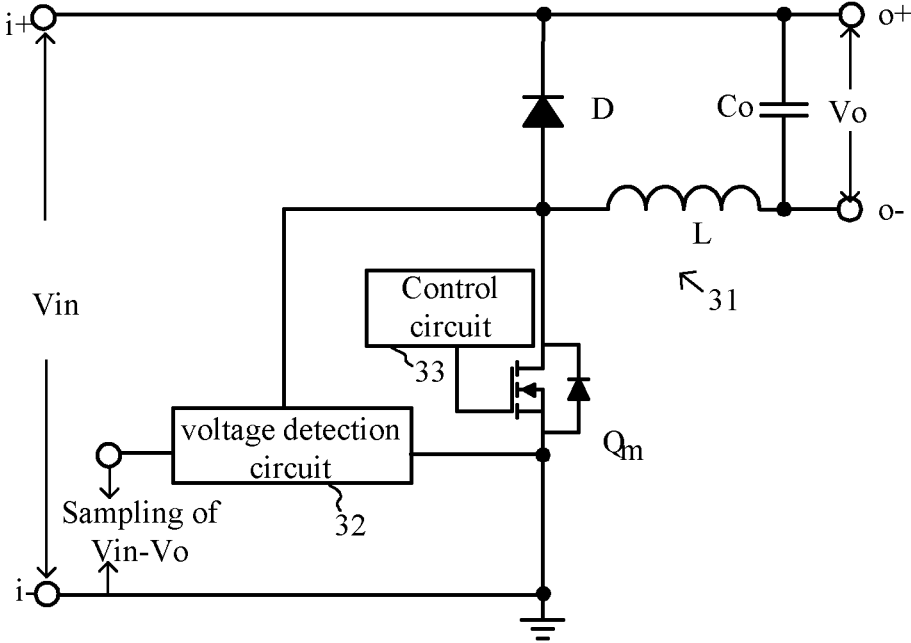 i+
o+
D
Co
Vo
o-
L
31
Vin
Control
circuit
33
voltage detection
circuit
Qm
32
Sampling of
Vin-Vo
i-